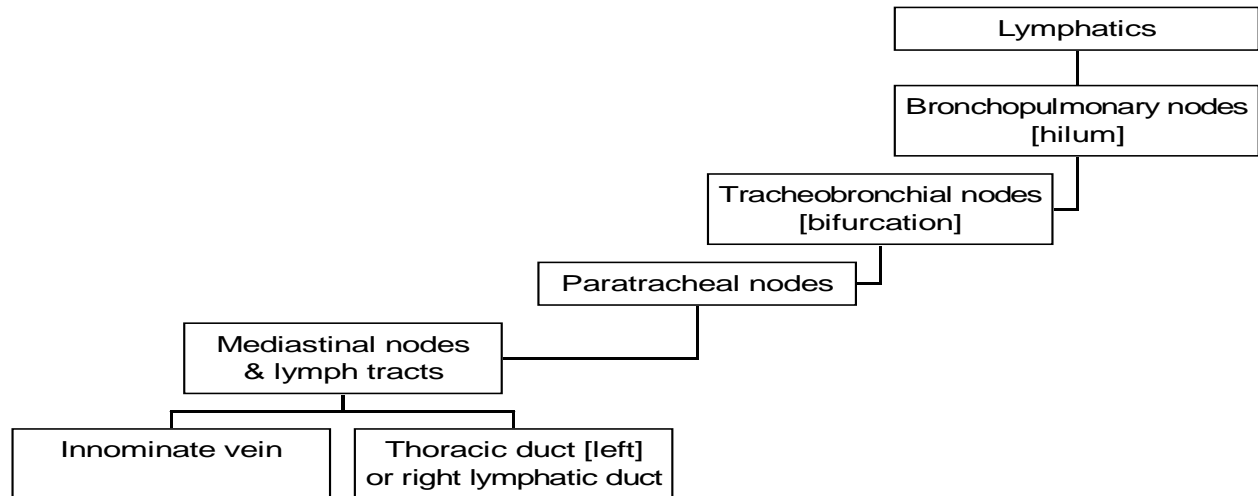 Lymphatics
Bronchopulmonary nodes
[hilum]
Tracheobronchial nodes
[bifurcation]
Paratracheal nodes
Mediastinal nodes
& lymph tracts
Innominate vein
Thoracic duct [left]
or right lymphatic duct